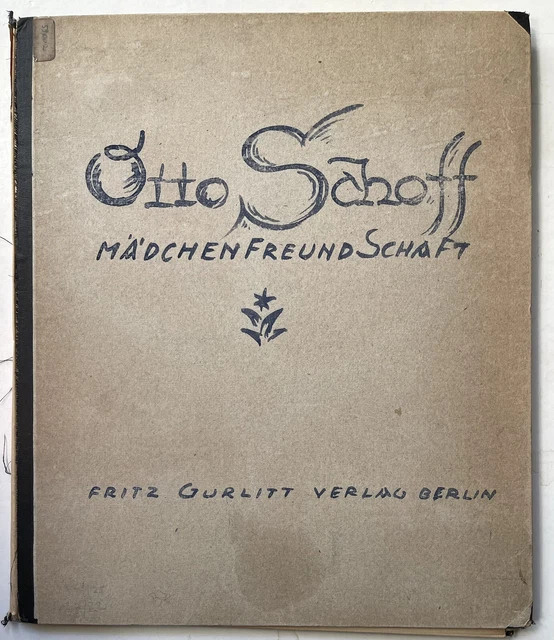 Otto Schoff
MÄDCHENFREUNDSCHAFT
FRITZ GURLITT VERLAG BERLIN